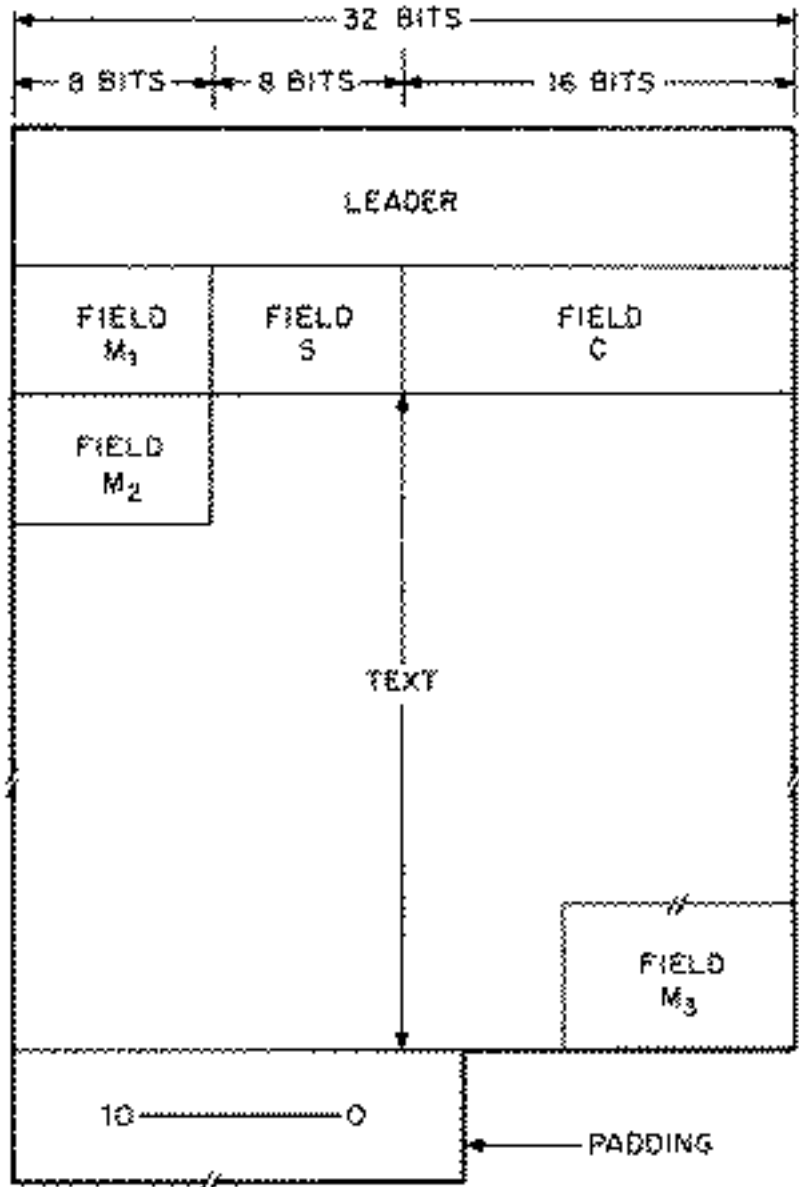 32 BITS
8 BITS 8 BITS 16 BITS
LEADER
FIELD FIELD FIELD
M₁ S C
FIELD
M₂
TEXT
FIELD
M₃
10 0
PADDING